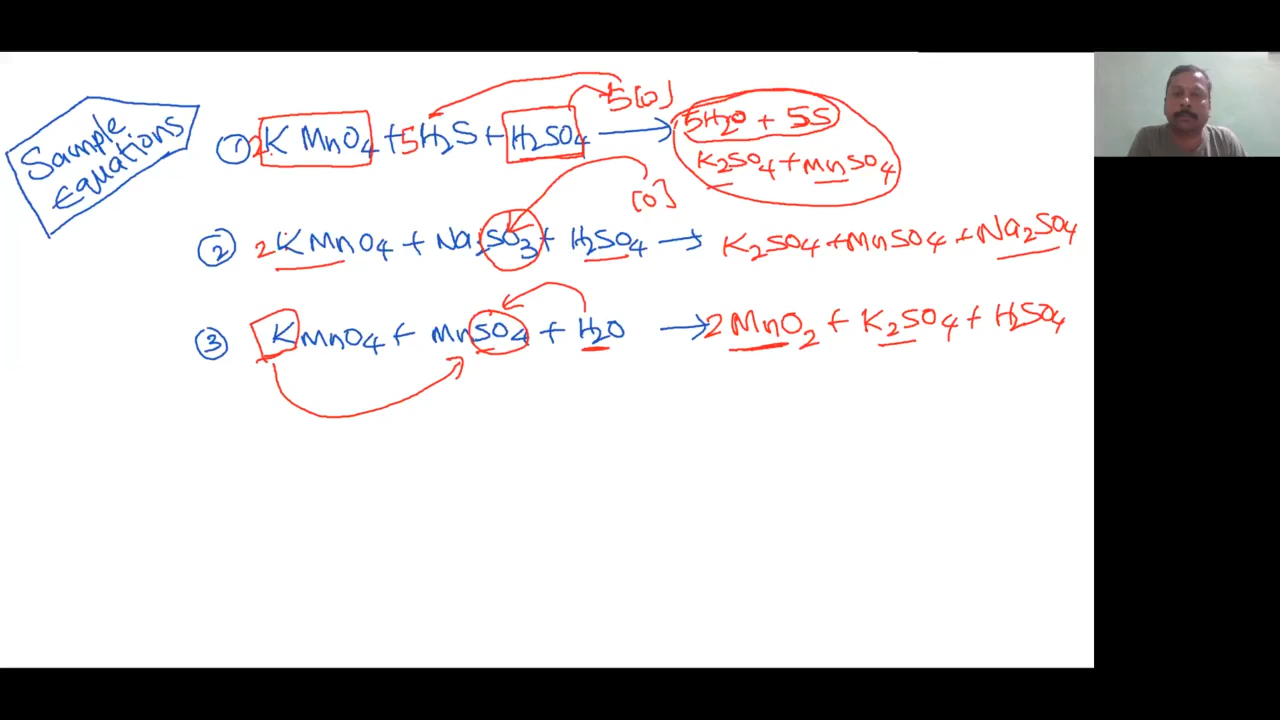 Sample
Equations
① 2KMnO4 + 5H2S + H2SO4 → 5H2O + 5S
5[O]
K2SO4 + MnSO4
[O]
② 2KMnO4 + Na2SO3 + H2SO4 → K2SO4 + MnSO4 + Na2SO4
③ KMnO4 + MnSO4 + H2O → 2MnO2 + K2SO4 + H2SO4